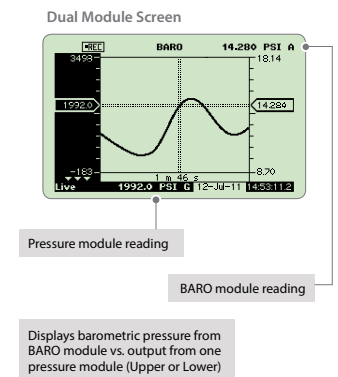 Dual Module Screen
REC BARO 14.280 PSI A
3493 18.14
1992.0 14.280
-183 8.70
1 m 46 s
Live 1992.0 PSI G 12-Jul-11 14:53:11.2
Pressure module reading
BARO module reading
Displays barometric pressure from
BARO module vs. output from one
pressure module (Upper or Lower)